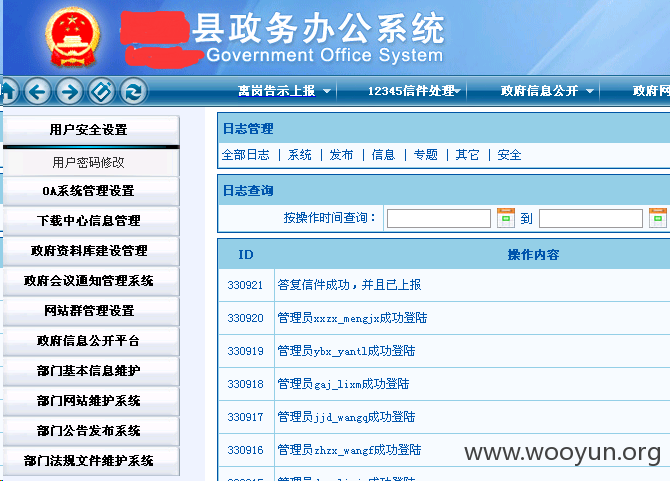 县政务办公系统
Government Office System
离岗告示上报 12345信件处理 政府信息公开 政府网
用户安全设置
用户密码修改
OA系统管理设置
下载中心信息管理
政府资料库建设管理
政府会议通知管理系统
网站群管理设置
政府信息公开平台
部门基本信息维护
部门网站维护系统
部门公告发布系统
部门法规文件维护系统
日志管理
全部日志 | 系统 | 发布 | 信息 | 专题 | 其它 | 安全
日志查询
按操作时间查询： 到
ID 操作内容
330921 答复信件成功，并且已上报
330920 管理员xxzx_mengjx成功登陆
330919 管理员ybx_yantl成功登陆
330918 管理员gaj_lixm成功登陆
330917 管理员jjd_wangq成功登陆
330916 管理员zhzx_wangf成功登陆
www.wooyun.org